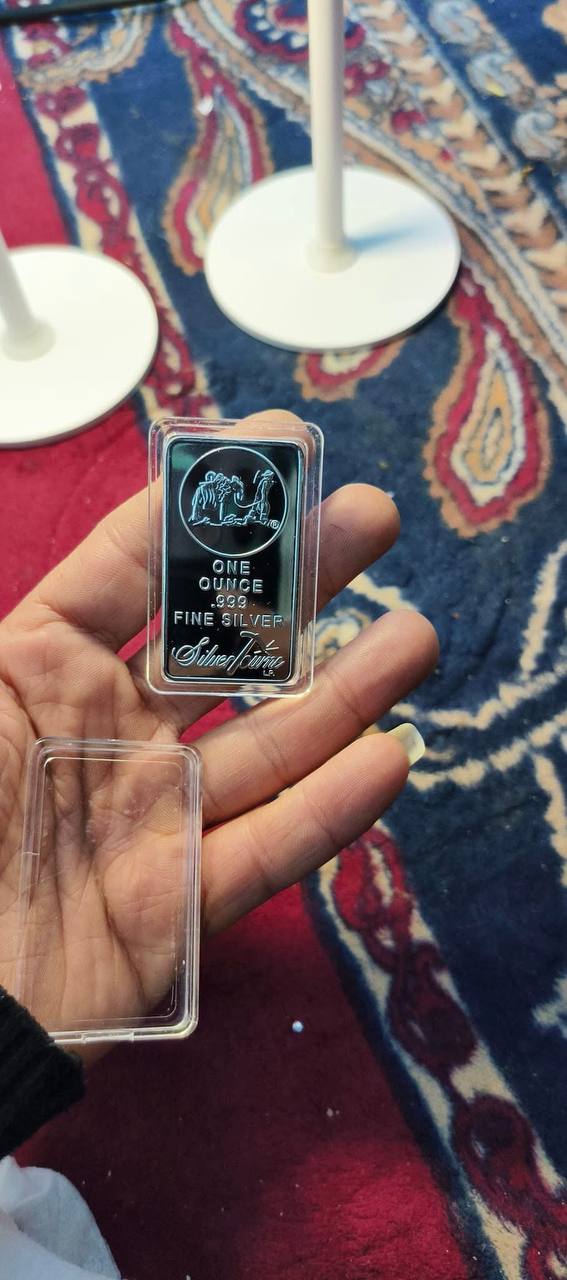 ®
ONE
OUNCE
.999
FINE SILVER
SilverTowne
L.P.